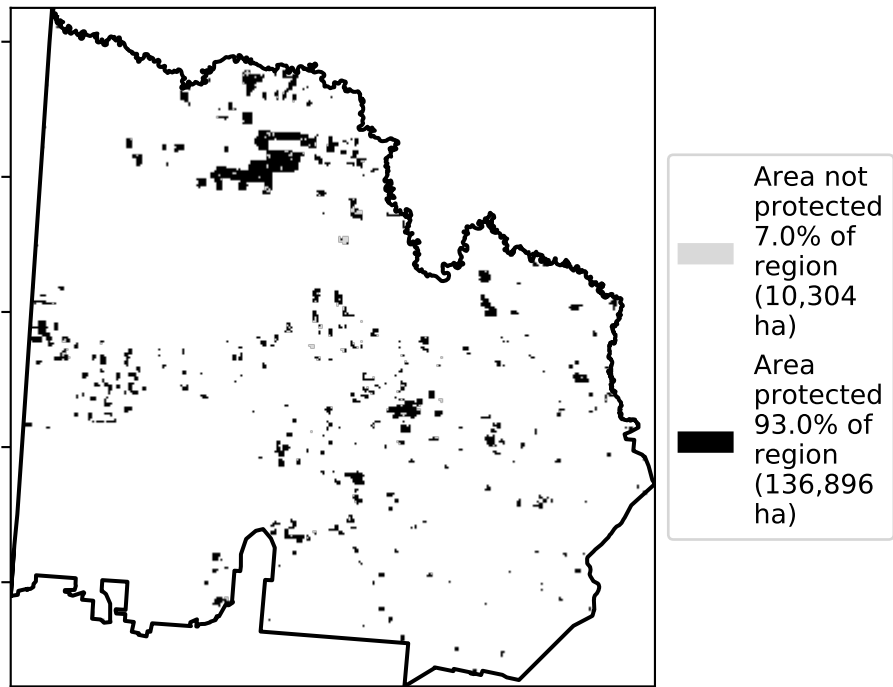 Area not
protected
7.0% of
region
(10,304
ha)
Area
protected
93.0% of
region
(136,896
ha)